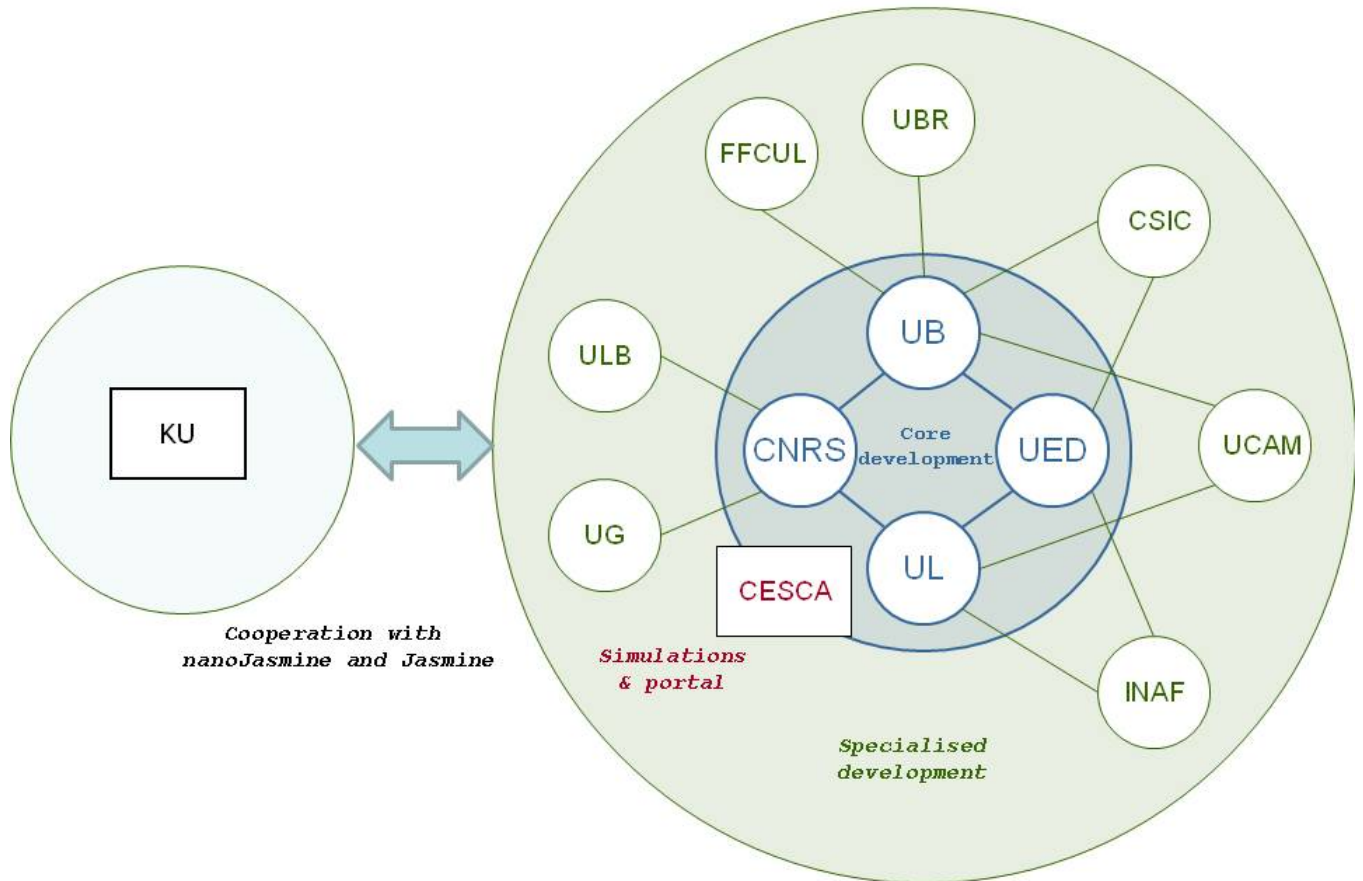 UBR
FFCUL
CSIC
UB
ULB
KU
CNRS
Core
development
UED
UCAM
UG
UL
CESCA
Cooperation with
nanoJasmine and Jasmine
Simulations
& portal
INAF
Specialised
development